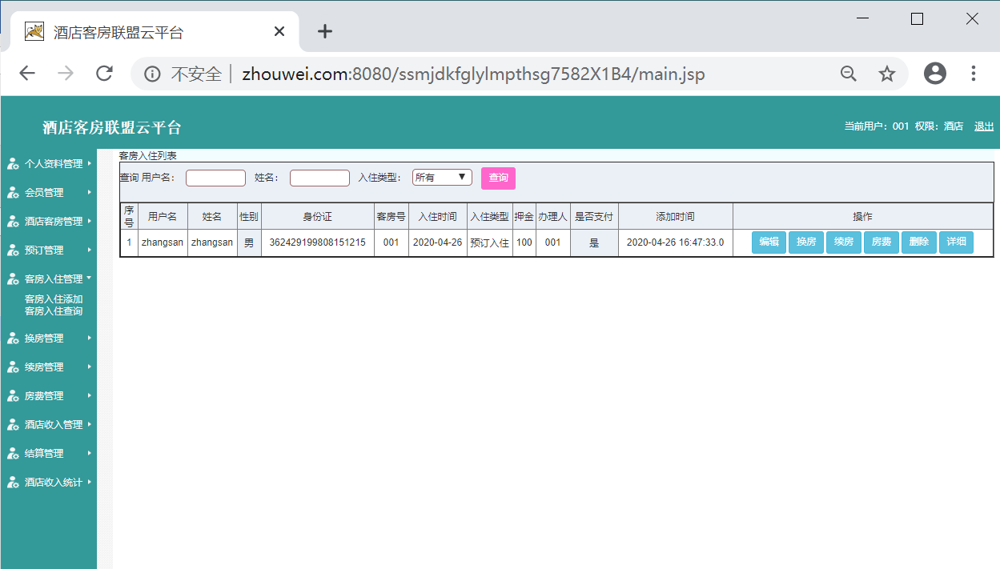 酒店客房联盟云平台
不安全 | zhouwei.com:8080/ssmjdkfglylmpthsg7582X1B4/main.jsp
酒店客房联盟云平台
当前用户：001 权限：酒店 退出
个人资料管理
会员管理
酒店客房管理
预订管理
客房入住管理
客房入住添加
客房入住查询
换房管理
续房管理
房费管理
酒店收入管理
结算管理
酒店收入统计
客房入住列表
查询 用户名： 姓名： 入住类型： 所有 查询
序号 用户名 姓名 性别 身份证 客房号 入住时间 入住类型 押金 办理人 是否支付 添加时间 操作
1 zhangsan zhangsan 男 362429199808151215 001 2020-04-26 预订入住 100 001 是 2020-04-26 16:47:33.0 编辑 换房 续房 房费 删除 详细